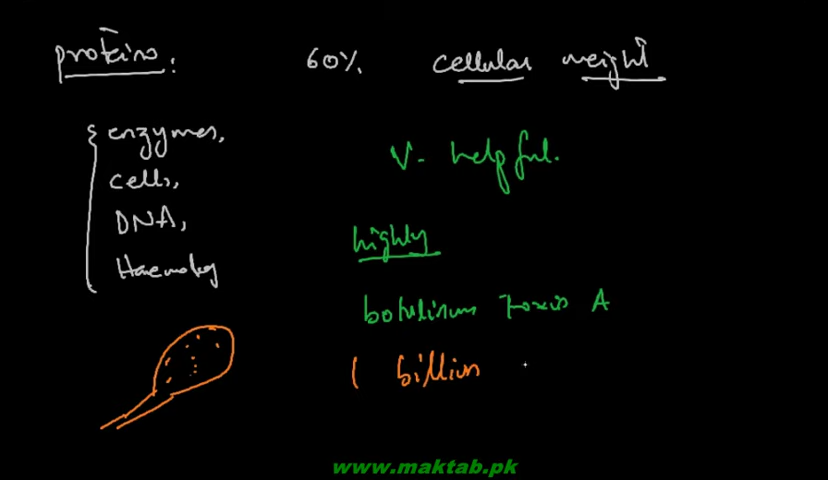 proteins: 60% cellular weight
{ enzymes,
cells,
DNA,
V. helpful.
highly
botulinum toxin A
1 billion
www.maktab.pk